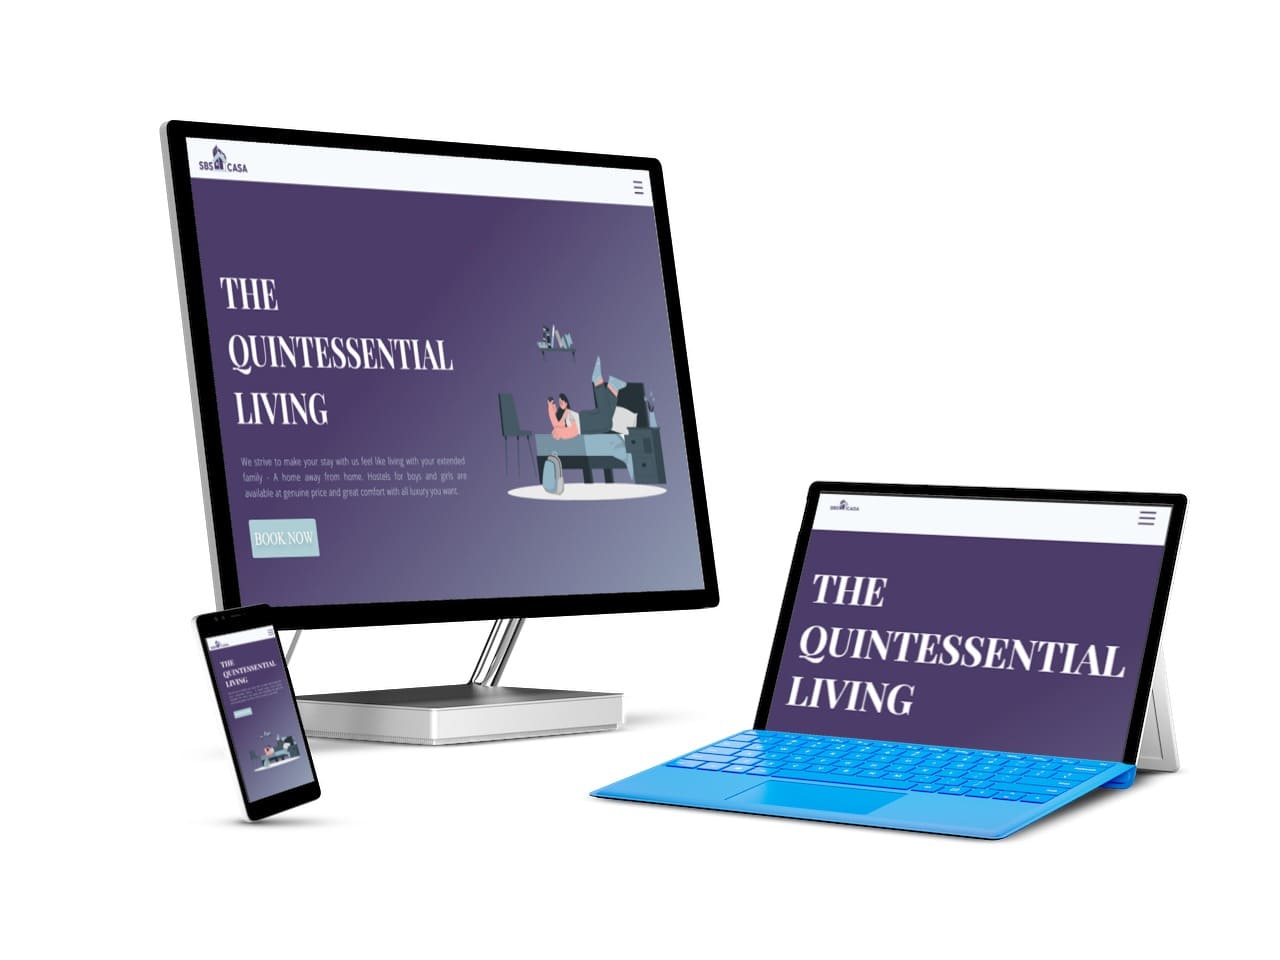 SBS CASA
THE
QUINTESSENTIAL
LIVING
We strive to make your stay with us feel like living with your extended
family - A home away from home. Hostels for boys and girls are
available at genuine price and great comfort with all luxury you want.
BOOK NOW
SBS CASA
THE
QUINTESSENTIAL
LIVING
SBS CASA
THE
QUINTESSENTIAL
LIVING